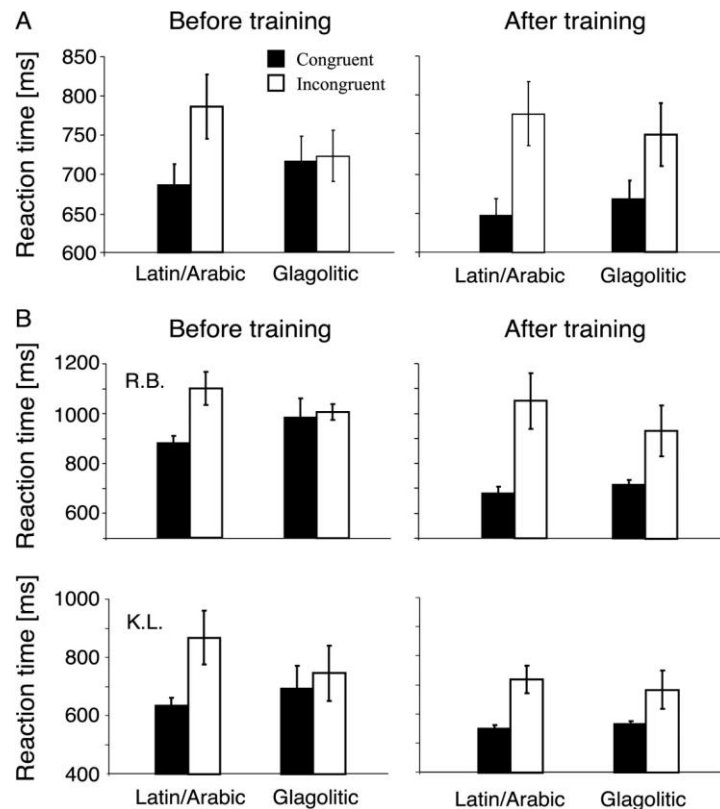 A
Before training
After training
Reaction time [ms]
850
800
750
700
650
600
Congruent
Incongruent
Latin/Arabic
Glagolitic
Latin/Arabic
Glagolitic
B
Before training
After training
Reaction time [ms]
1200
1000
800
600
R.B.
Reaction time [ms]
1000
800
600
400
K.L.
Latin/Arabic
Glagolitic
Latin/Arabic
Glagolitic